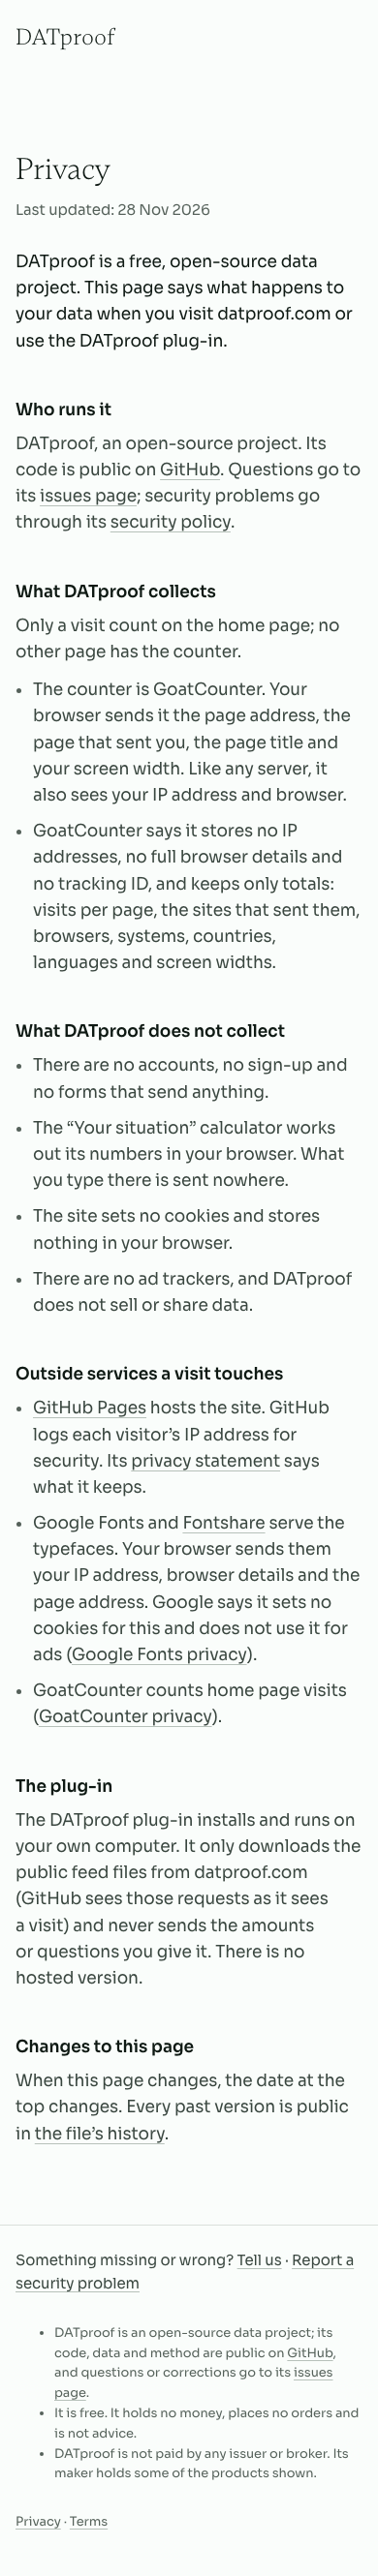 DATproof
Privacy
Last updated: 28 Nov 2026
DATproof is a free, open-source data
project. This page says what happens to
your data when you visit datproof.com or
use the DATproof plug-in.
Who runs it
DATproof, an open-source project. Its
code is public on GitHub. Questions go to
its issues page; security problems go
through its security policy.
What DATproof collects
Only a visit count on the home page; no
other page has the counter.
• The counter is GoatCounter. Your
browser sends it the page address, the
page that sent you, the page title and
your screen width. Like any server, it
also sees your IP address and browser.
• GoatCounter says it stores no IP
addresses, no full browser details and
no tracking ID, and keeps only totals:
visits per page, the sites that sent them,
browsers, systems, countries,
languages and screen widths.
What DATproof does not collect
• There are no accounts, no sign-up and
no forms that send anything.
• The “Your situation” calculator works
out its numbers in your browser. What
you type there is sent nowhere.
• The site sets no cookies and stores
nothing in your browser.
• There are no ad trackers, and DATproof
does not sell or share data.
Outside services a visit touches
• GitHub Pages hosts the site. GitHub
logs each visitor’s IP address for
security. Its privacy statement says
what it keeps.
• Google Fonts and Fontshare serve the
typefaces. Your browser sends them
your IP address, browser details and the
page address. Google says it sets no
cookies for this and does not use it for
ads (Google Fonts privacy).
• GoatCounter counts home page visits
(GoatCounter privacy).
The plug-in
The DATproof plug-in installs and runs on
your own computer. It only downloads the
public feed files from datproof.com
(GitHub sees those requests as it sees
a visit) and never sends the amounts
or questions you give it. There is no
hosted version.
Changes to this page
When this page changes, the date at the
top changes. Every past version is public
in the file’s history.
Something missing or wrong? Tell us · Report a
security problem
• DATproof is an open-source data project; its
code, data and method are public on GitHub,
and questions or corrections go to its issues
page.
• It is free. It holds no money, places no orders and
is not advice.
• DATproof is not paid by any issuer or broker. Its
maker holds some of the products shown.
Privacy · Terms